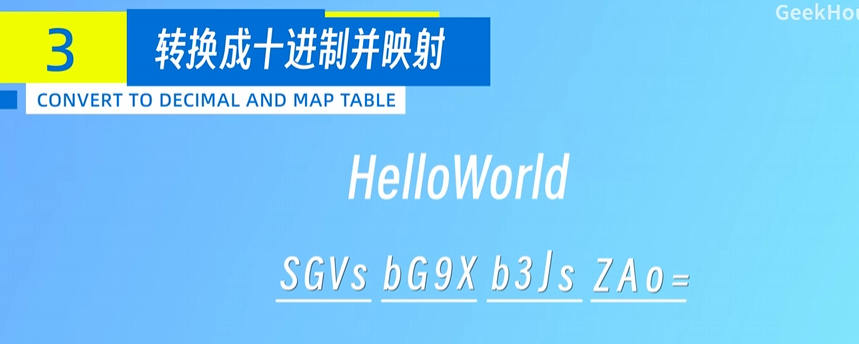 GeekHou
3
转换成十进制并映射
CONVERT TO DECIMAL AND MAP TABLE
HelloWorld
SGVs bG9X b3Js ZAo=